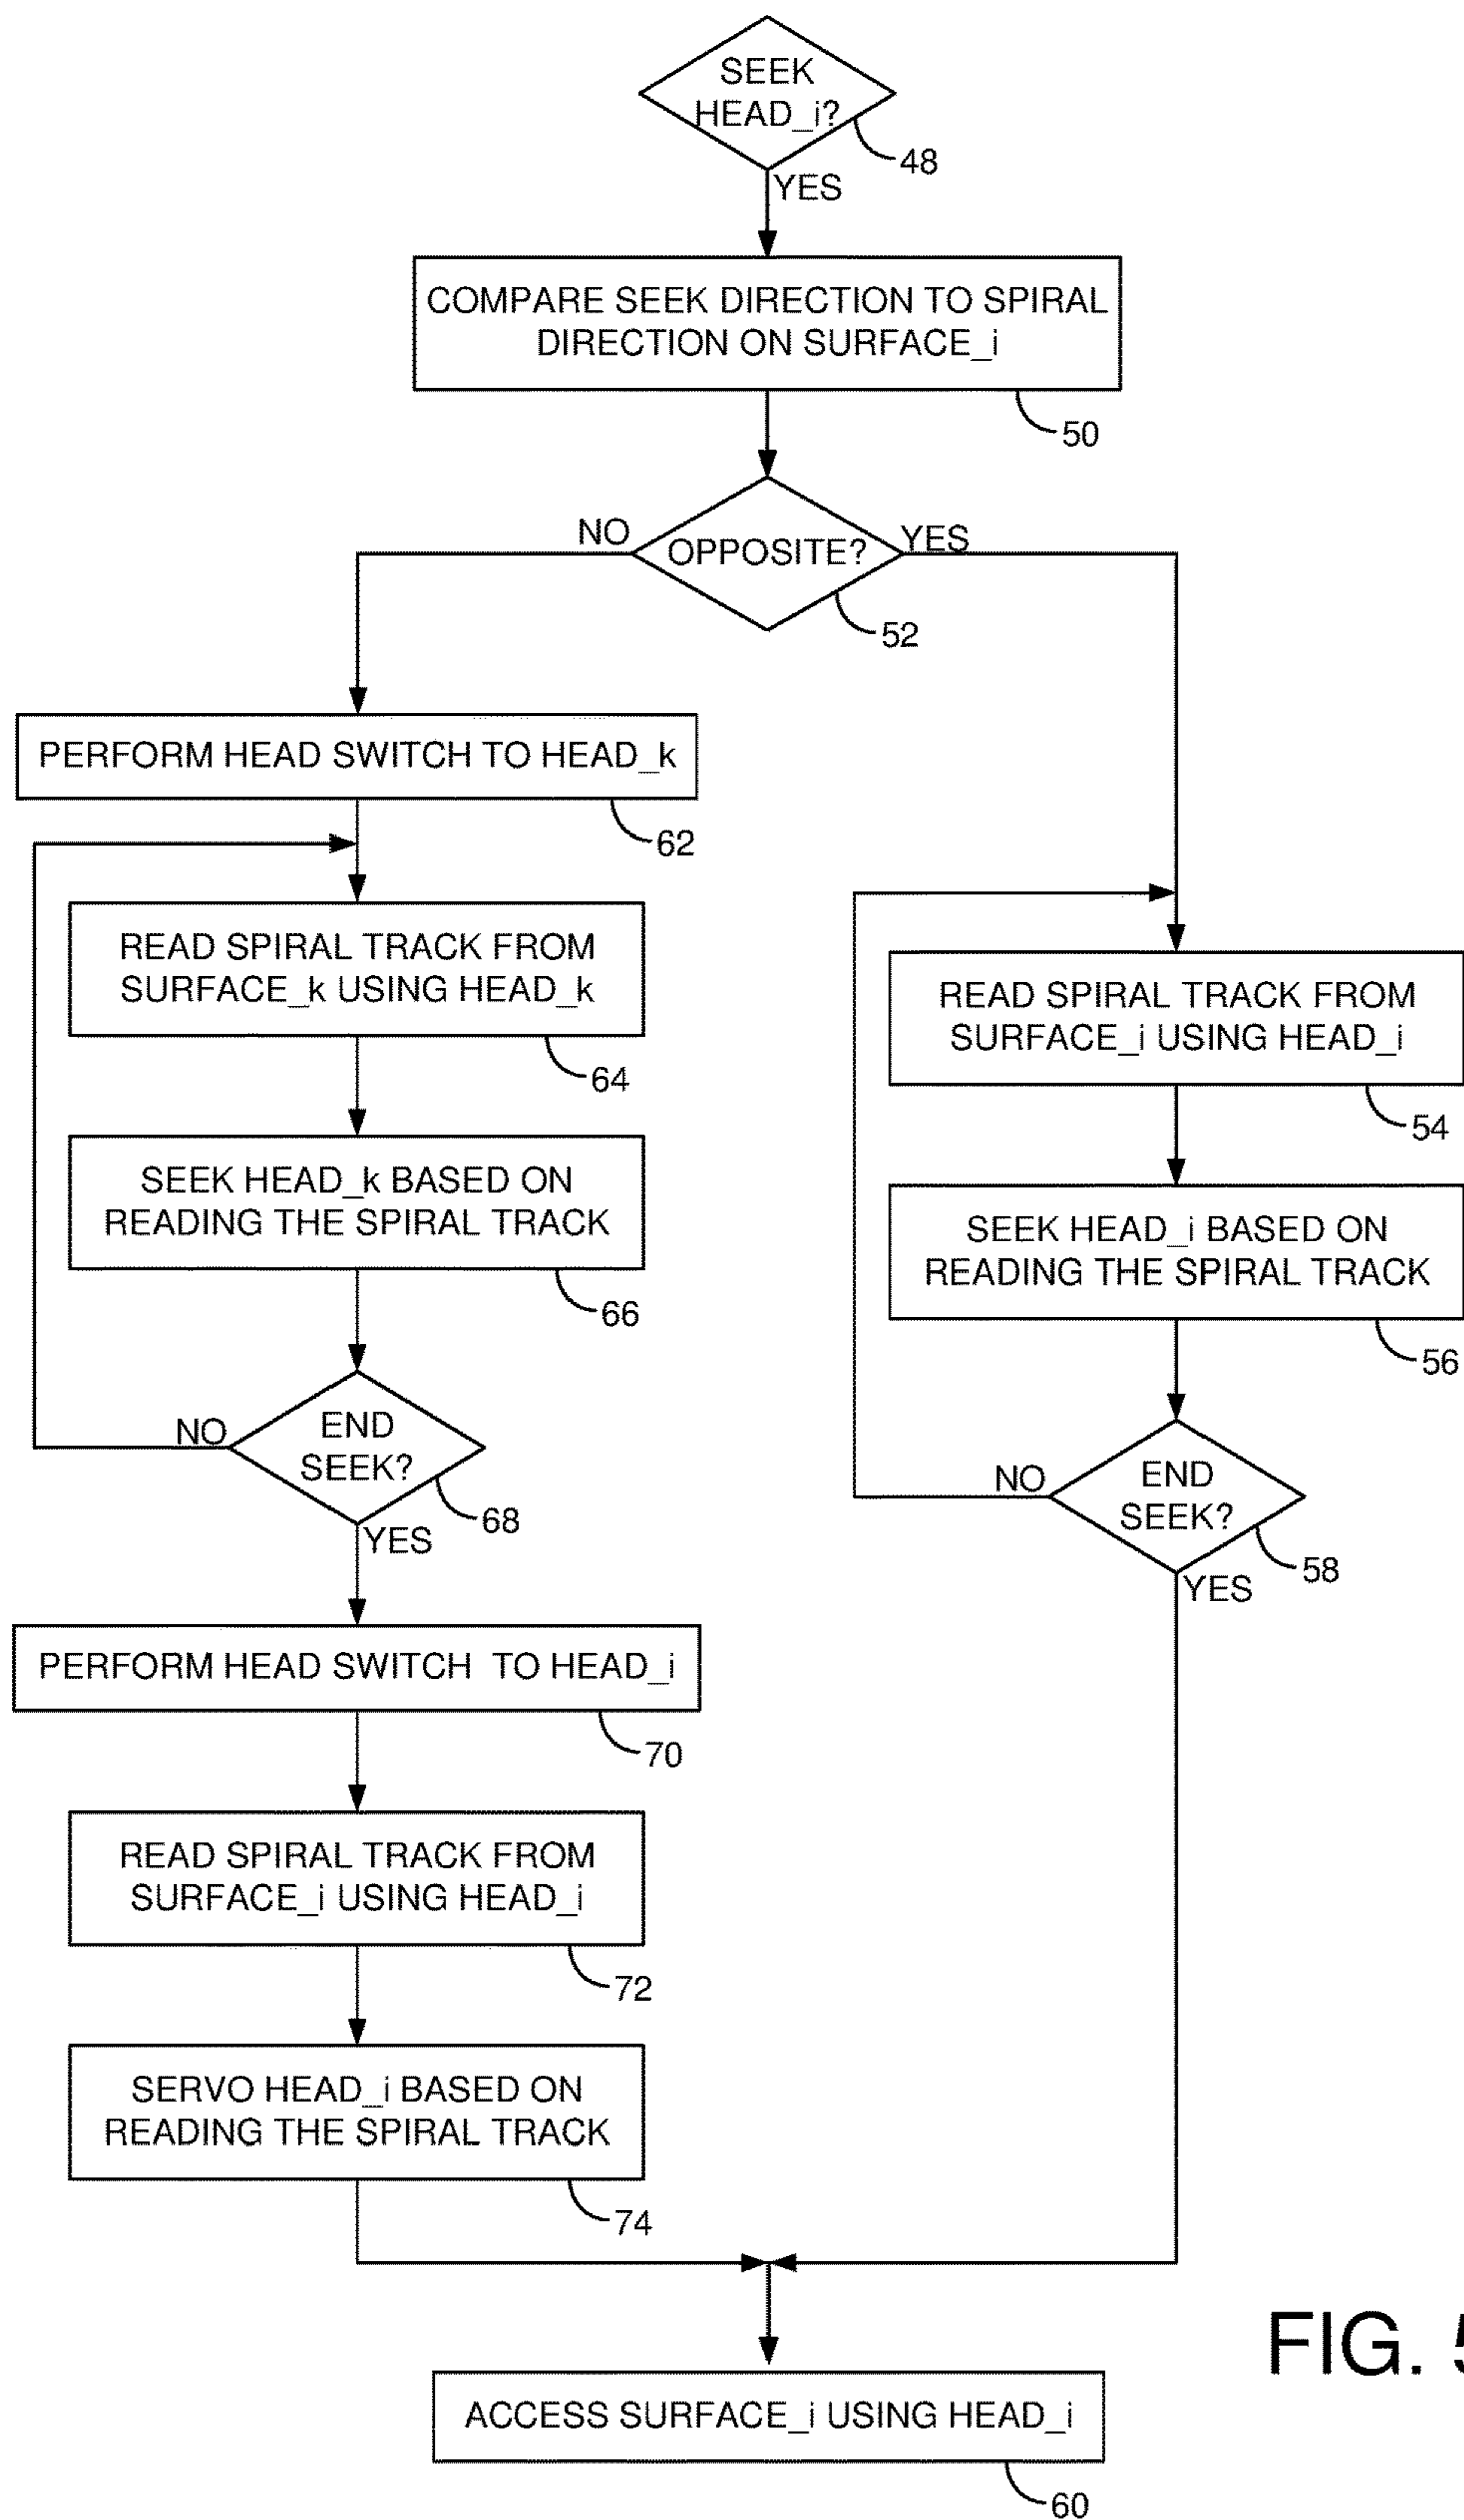 SEEK
HEAD_i?
48
YES
COMPARE SEEK DIRECTION TO SPIRAL
DIRECTION ON SURFACE_i
50
NO
OPPOSITE?
YES
52
PERFORM HEAD SWITCH TO HEAD_k
62
READ SPIRAL TRACK FROM
SURFACE_k USING HEAD_k
64
SEEK HEAD_k BASED ON
READING THE SPIRAL TRACK
66
NO
END
SEEK?
68
YES
PERFORM HEAD SWITCH TO HEAD_i
70
READ SPIRAL TRACK FROM
SURFACE_i USING HEAD_i
72
SERVO HEAD_i BASED ON
READING THE SPIRAL TRACK
74
READ SPIRAL TRACK FROM
SURFACE_i USING HEAD_i
54
SEEK HEAD_i BASED ON
READING THE SPIRAL TRACK
56
NO
END
SEEK?
58
YES
ACCESS SURFACE_i USING HEAD_i
60
FIG. 5